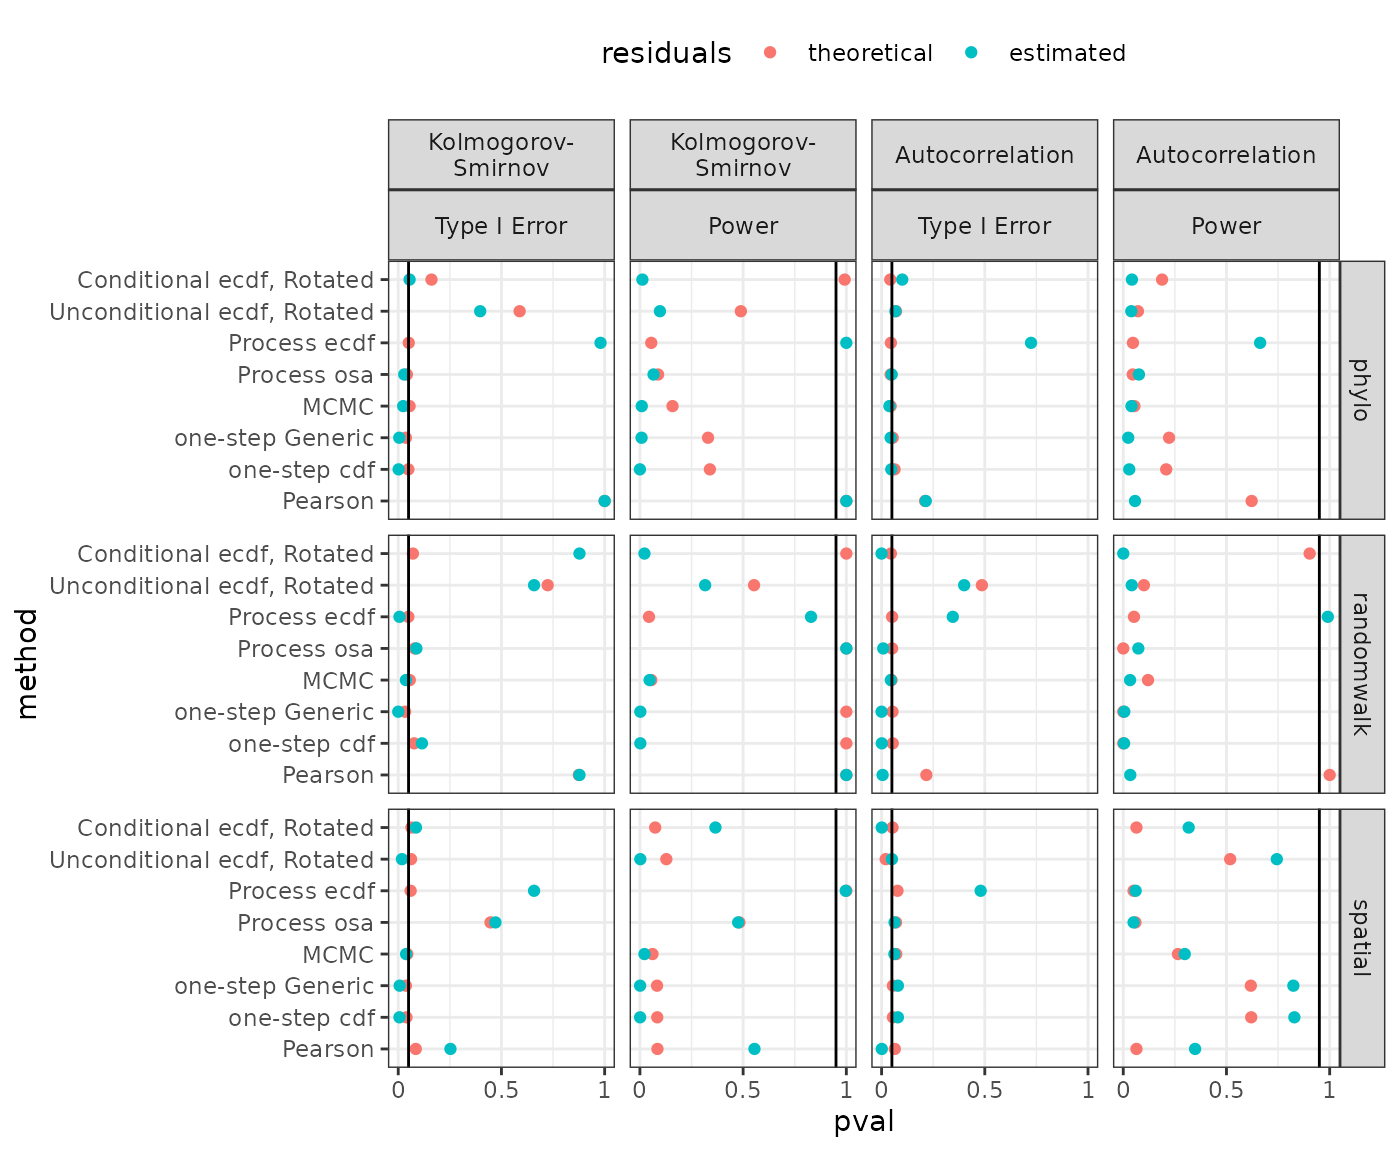 residuals theoretical estimated
Kolmogorov-
Smirnov
Kolmogorov-
Smirnov
Autocorrelation
Autocorrelation
Type I Error
Power
Type I Error
Power
Conditional ecdf, Rotated
Unconditional ecdf, Rotated
Process ecdf
Process osa
MCMC
one-step Generic
one-step cdf
Pearson
phylo
Conditional ecdf, Rotated
Unconditional ecdf, Rotated
Process ecdf
Process osa
MCMC
one-step Generic
one-step cdf
Pearson
randomwalk
Conditional ecdf, Rotated
Unconditional ecdf, Rotated
Process ecdf
Process osa
MCMC
one-step Generic
one-step cdf
Pearson
spatial
method
0 0.5 1 0 0.5 1 0 0.5 1 0 0.5 1
pval